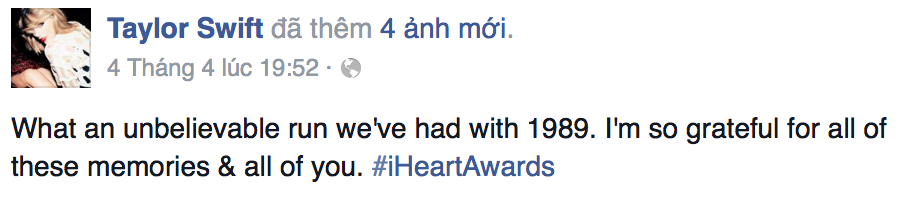 Taylor Swift đã thêm 4 ảnh mới.
4 Tháng 4 lúc 19:52 ·
What an unbelievable run we've had with 1989. I'm so grateful for all of
these memories & all of you. #iHeartAwards